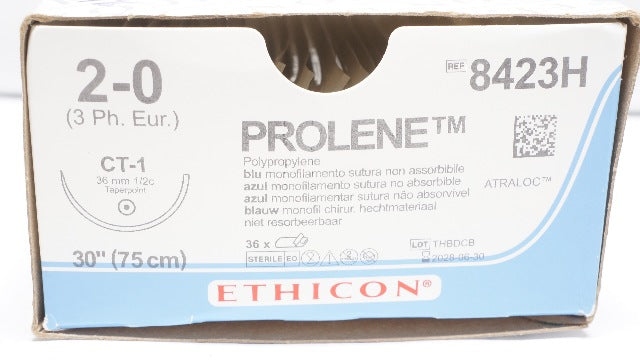 2-0
(3 Ph. Eur.)
CT-1
36 mm 1/2c
Taperpoint
30" (75 cm)
REF 8423H
PROLENE™
Polypropylene
blu monofilamento sutura non assorbibile
azul monofilamento sutura no absorbible
azul monofilamentar sutura não absorvível
blauw monofil chirur. hechtmateriaal
niet resorbeerbaar
ATRALOC™
36 x
STERILE EO
LOT THBDCB
2028-06-30
ETHICON®